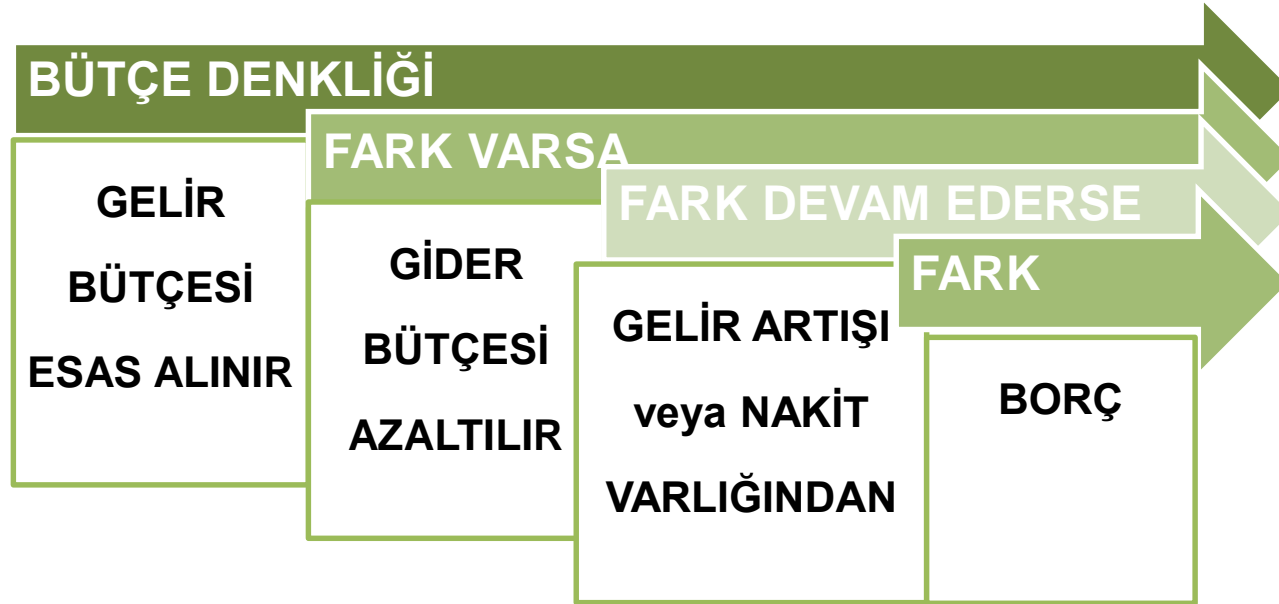 BÜTÇE DENKLİĞİ
GELİR
BÜTÇESİ
ESAS ALINIR
FARK VARSA
GİDER
BÜTÇESİ
AZALTILIR
FARK DEVAM EDERSE
GELİR ARTIŞI
veya NAKİT
VARLIĞINDAN
FARK
BORÇ